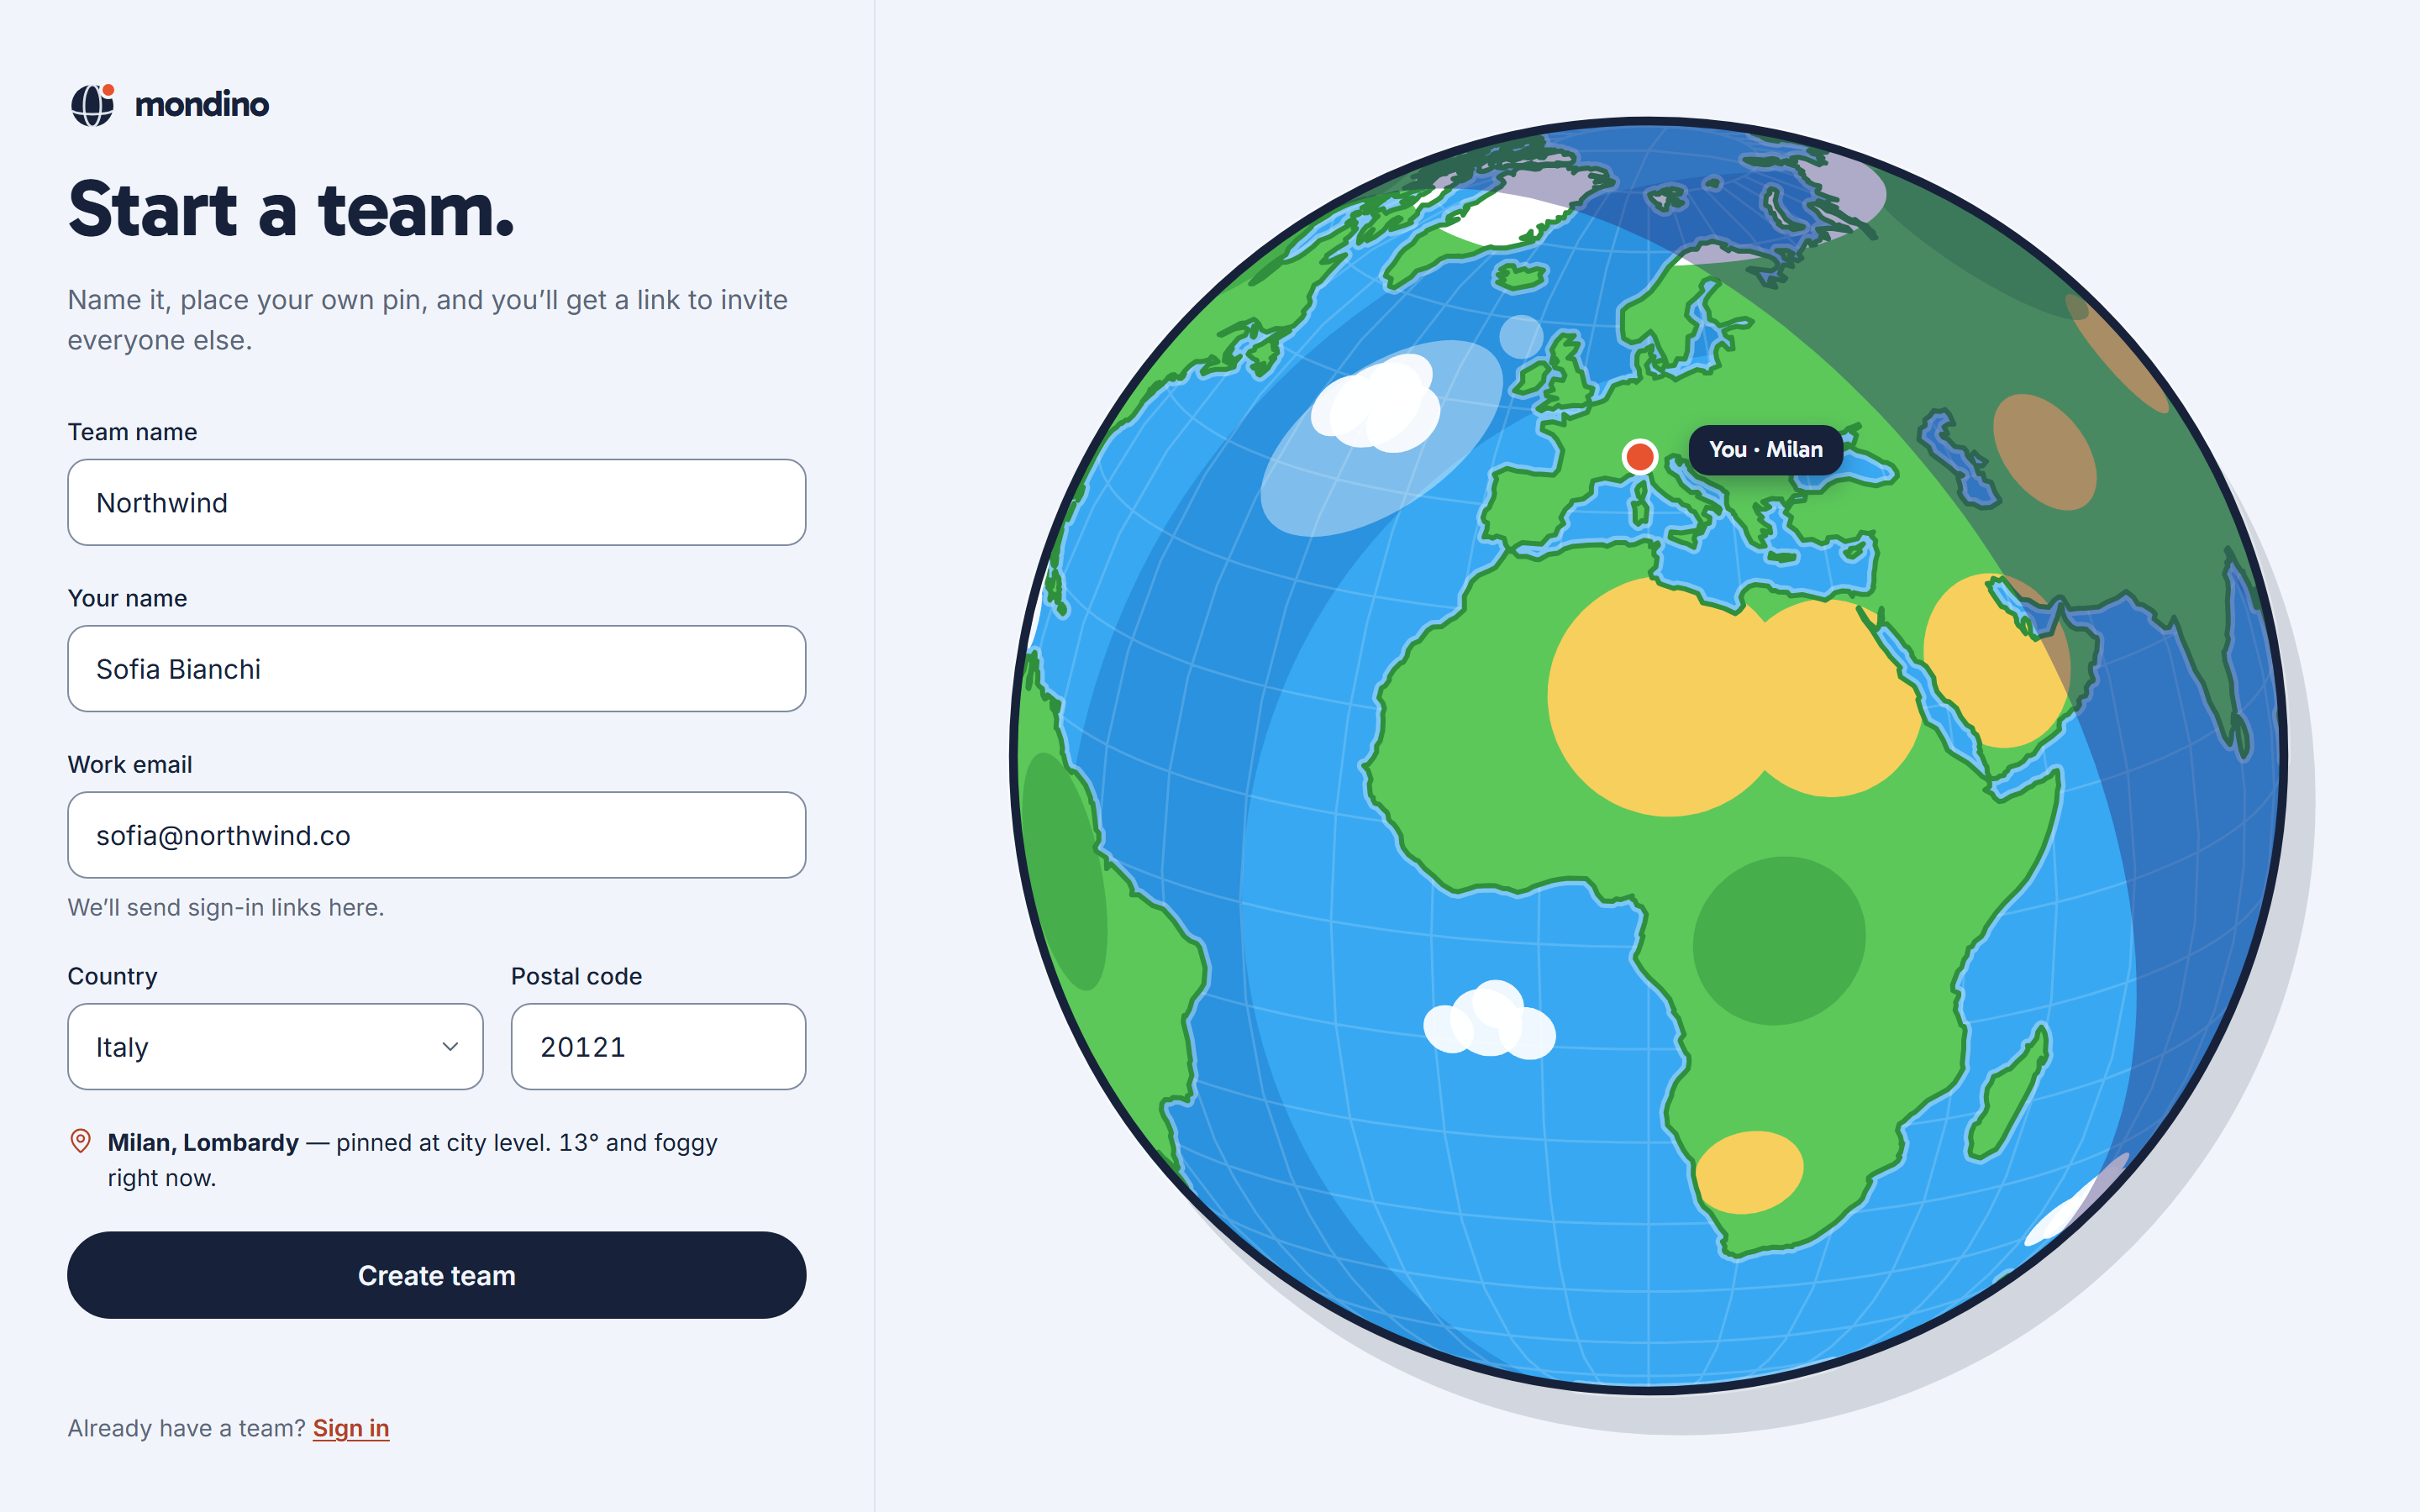 mondino
Start a team.
Name it, place your own pin, and you’ll get a link to invite
everyone else.
Team name
Northwind
Your name
Sofia Bianchi
Work email
sofia@northwind.co
We’ll send sign-in links here.
Country
Postal code
Italy
20121
Milan, Lombardy — pinned at city level. 13° and foggy
right now.
Create team
Already have a team? Sign in
You · Milan